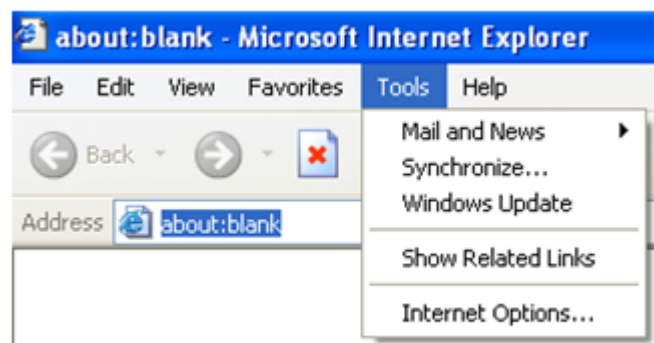 about:blank - Microsoft Internet Explorer
File Edit View Favorites Tools Help
Back
Mail and News
Synchronize...
Windows Update
Address about:blank
Show Related Links
Internet Options...